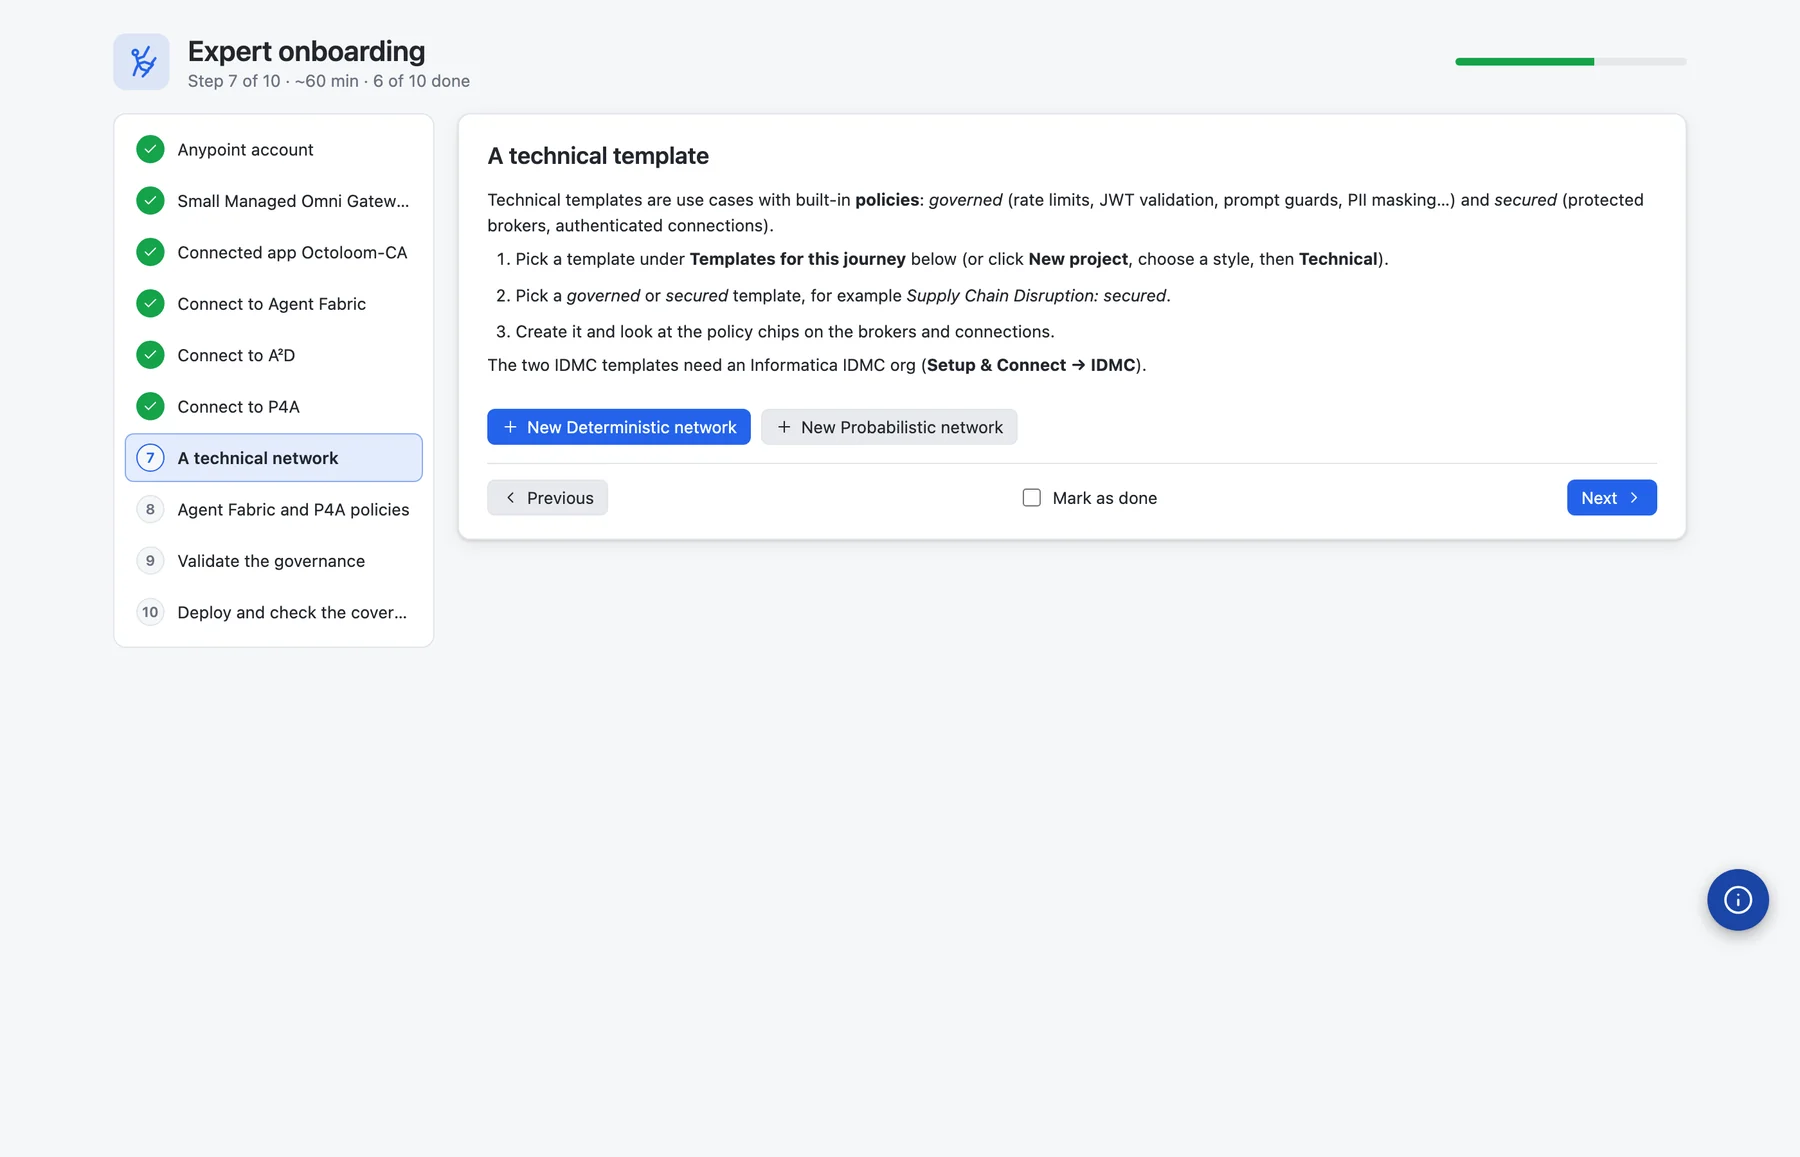 Expert onboarding
Step 7 of 10 · ~60 min · 6 of 10 done
Anypoint account
Small Managed Omni Gatew...
Connected app Octoloom-CA
Connect to Agent Fabric
Connect to A²D
Connect to P4A
7 A technical network
8 Agent Fabric and P4A policies
9 Validate the governance
10 Deploy and check the cover...
A technical template
Technical templates are use cases with built-in policies: governed (rate limits, JWT validation, prompt guards, PII masking...) and secured (protected
brokers, authenticated connections).
1. Pick a template under Templates for this journey below (or click New project, choose a style, then Technical).
2. Pick a governed or secured template, for example Supply Chain Disruption: secured.
3. Create it and look at the policy chips on the brokers and connections.
The two IDMC templates need an Informatica IDMC org (Setup & Connect → IDMC).
+ New Deterministic network
+ New Probabilistic network
Previous
Mark as done
Next